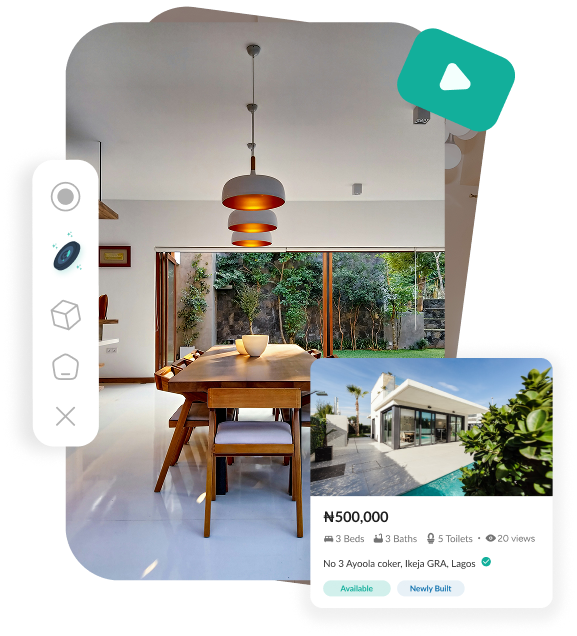 ₦500,000
3 Beds 3 Baths 5 Toilets • 20 views
No 3 Ayoola coker, Ikeja GRA, Lagos
Available Newly Built